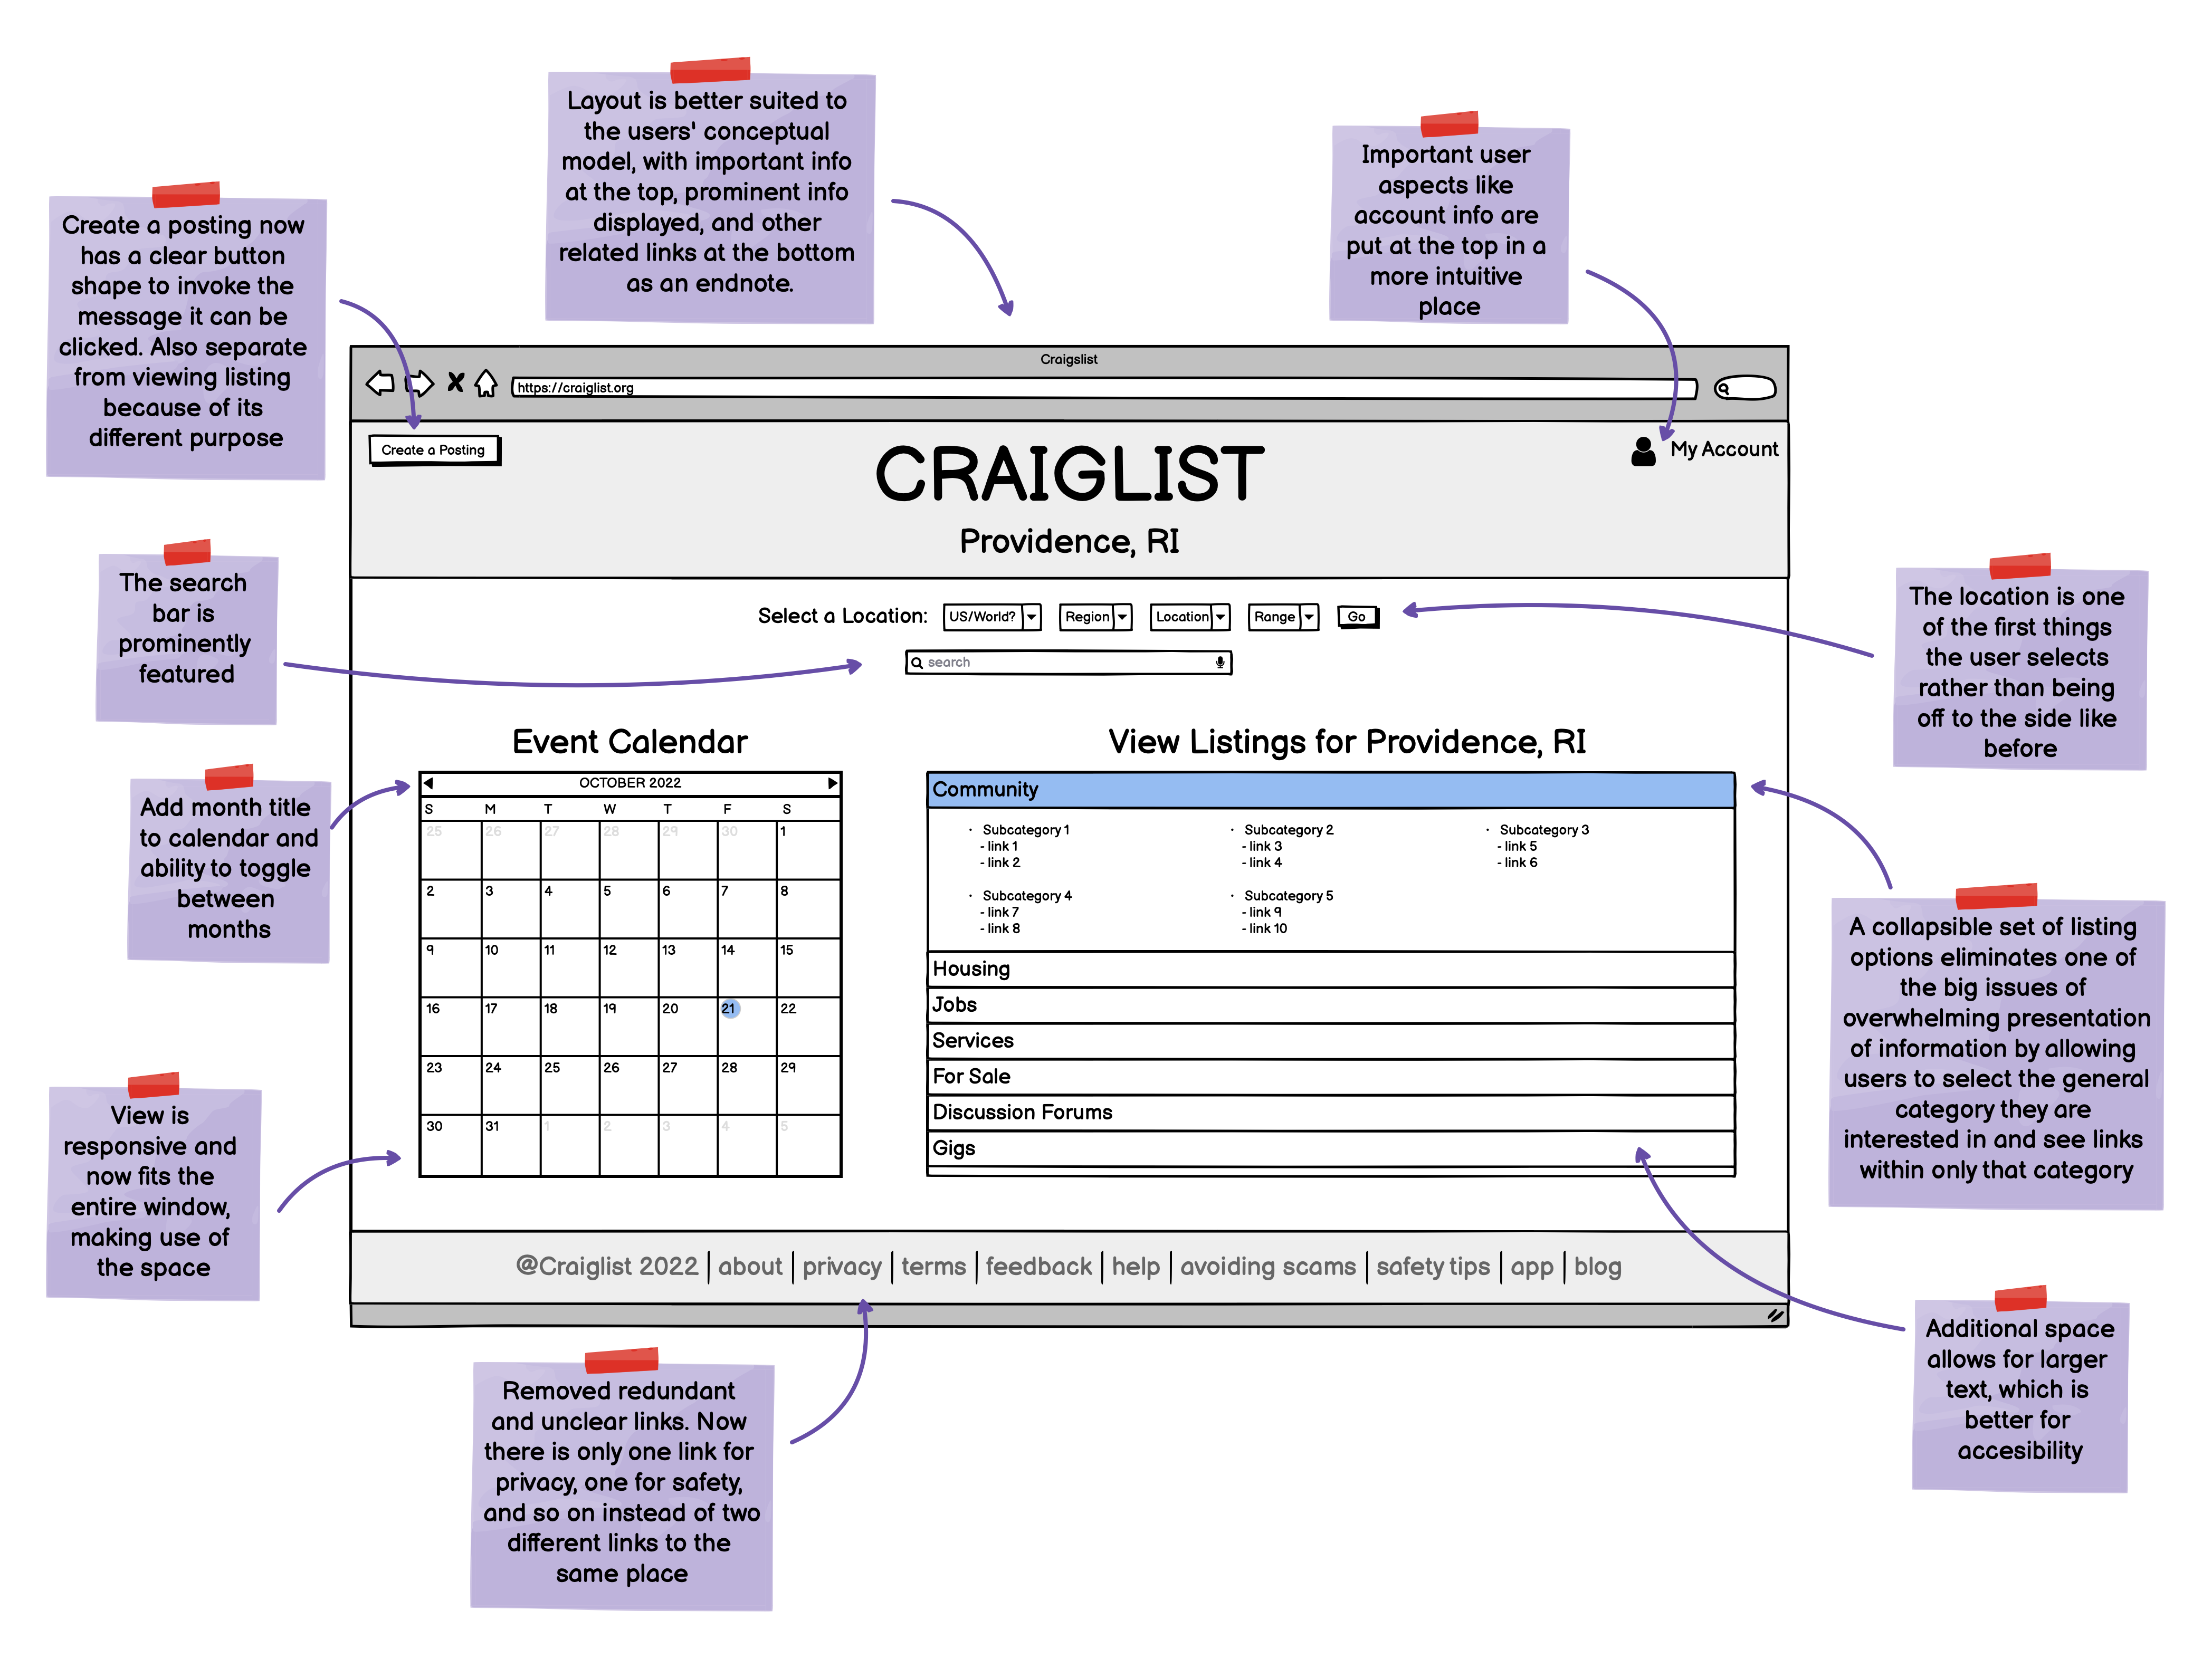 Layout is better suited to
the users' conceptual
model, with important info
at the top, prominent info
displayed, and other
related links at the bottom
as an endnote.
Important user
aspects like
account info are
put at the top in a
more intuitive
place
Create a posting now
has a clear button
shape to invoke the
message it can be
clicked. Also separate
from viewing listing
because of its
different purpose
Craigslist
https://craiglist.org
Create a Posting
CRAIGLIST
My Account
Providence, RI
The search
bar is
prominently
featured
The location is one
of the first things
the user selects
rather than being
off to the side like
before
Select a Location: US/World? Region Location Range Go
search
Add month title
to calendar and
ability to toggle
between
months
Event Calendar
OCTOBER 2022
S M T W T F S
25 26 27 28 29 30 1
2 3 4 5 6 7 8
9 10 11 12 13 14 15
16 17 18 19 20 21 22
23 24 25 26 27 28 29
30 31 1 2 3 4 5
View Listings for Providence, RI
Community
· Subcategory 1
- link 1
- link 2
· Subcategory 2
- link 3
- link 4
· Subcategory 3
- link 5
- link 6
· Subcategory 4
- link 7
- link 8
· Subcategory 5
- link 9
- link 10
Housing
Jobs
Services
For Sale
Discussion Forums
Gigs
A collapsible set of listing
options eliminates one of
the big issues of
overwhelming presentation
of information by allowing
users to select the general
category they are
interested in and see links
within only that category
View is
responsive and
now fits the
entire window,
making use of
the space
@Craiglist 2022 | about | privacy | terms | feedback | help | avoiding scams | safety tips | app | blog
Additional space
allows for larger
text, which is
better for
accesibility
Removed redundant
and unclear links. Now
there is only one link for
privacy, one for safety,
and so on instead of two
different links to the
same place